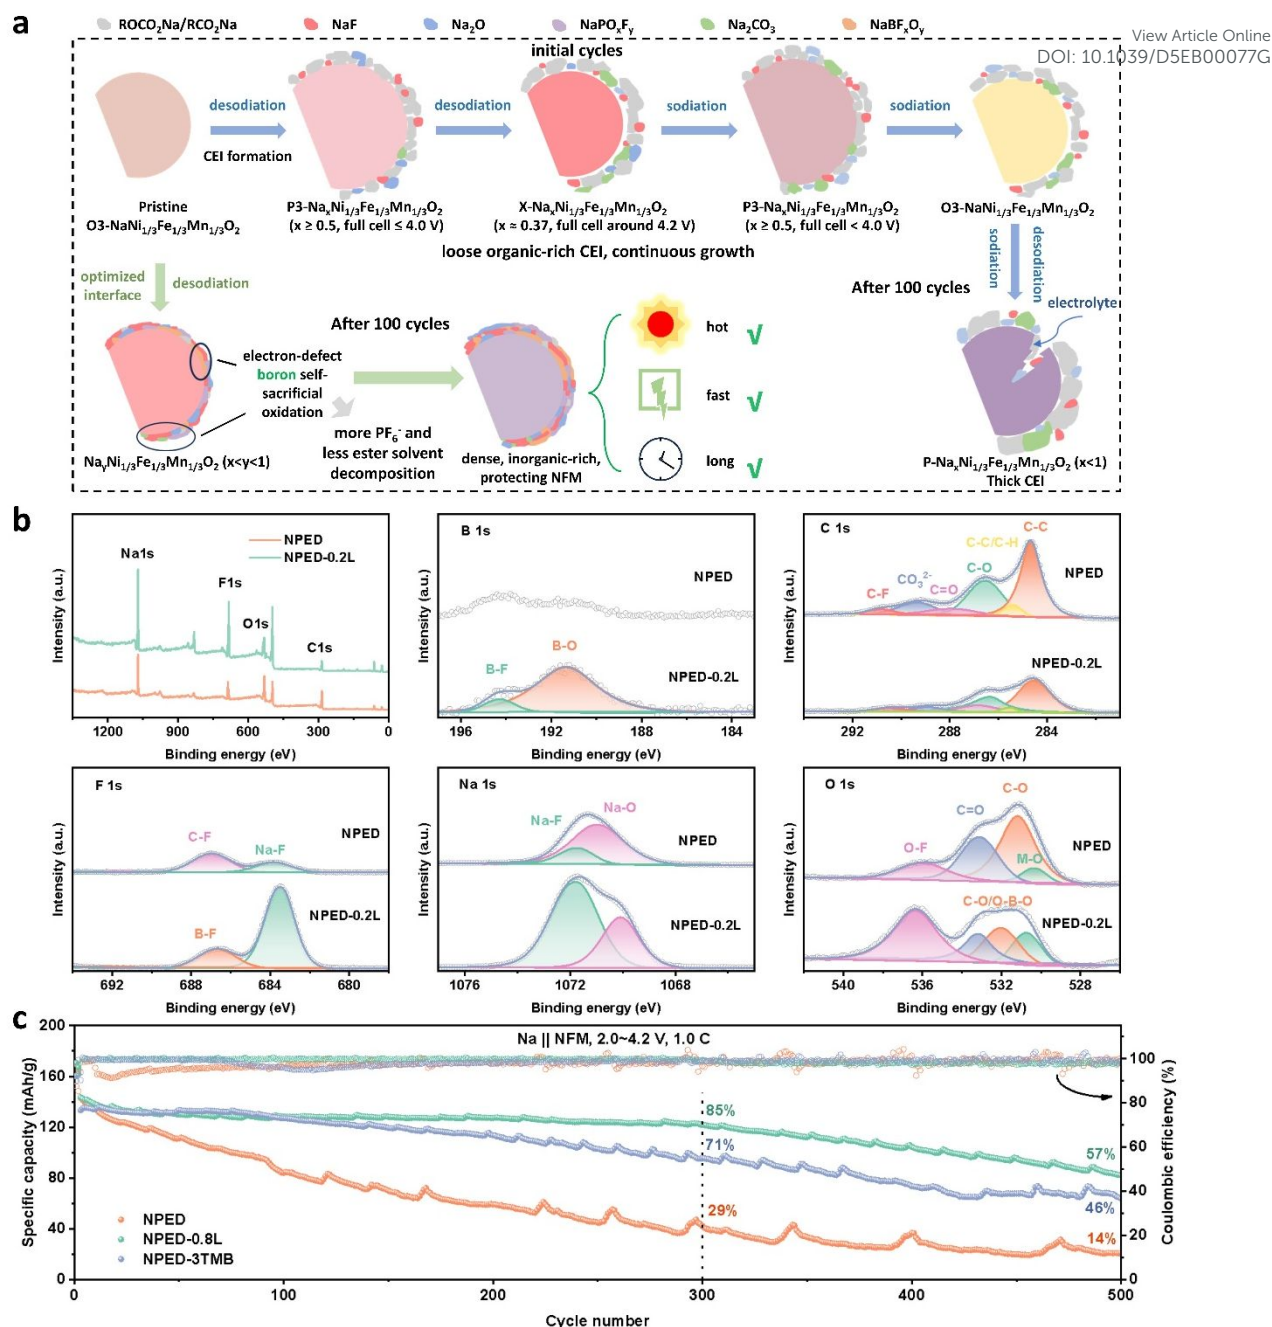 View Article Online
DOI: 10.1039/D5EB00077G
a
ROCO₂Na/RCO₂Na NaF Na₂O NaPOₓFᵧ Na₂CO₃ NaBFₓOᵧ
initial cycles
desodiation
CEI formation
desodiation
sodiation
sodiation
Pristine
O3-NaNi₁/₃Fe₁/₃Mn₁/₃O₂
P3-NaₓNi₁/₃Fe₁/₃Mn₁/₃O₂
(x ≥ 0.5, full cell ≤ 4.0 V)
X-NaₓNi₁/₃Fe₁/₃Mn₁/₃O₂
(x ≈ 0.37, full cell around 4.2 V)
P3-NaₓNi₁/₃Fe₁/₃Mn₁/₃O₂
(x ≥ 0.5, full cell < 4.0 V)
O3-NaNi₁/₃Fe₁/₃Mn₁/₃O₂
loose organic-rich CEI, continuous growth
optimized
interface
desodiation
sodiation
desodiation
After 100 cycles
electrolyte
After 100 cycles
electron-defect
boron self-
sacrificial
oxidation
more PF₆⁻ and
less ester solvent
decomposition
NaᵧNi₁/₃Fe₁/₃Mn₁/₃O₂ (x<y<1)
dense, inorganic-rich,
protecting NFM
hot √
fast √
long √
P-NaₓNi₁/₃Fe₁/₃Mn₁/₃O₂ (x<1)
Thick CEI
b
NPED
NPED-0.2L
Na1s
F1s
O1s
C1s
Intensity (a.u.)
1200 900 600 300 0
Binding energy (eV)
B 1s
NPED
B-F
B-O
NPED-0.2L
Intensity (a.u.)
196 192 188 184
Binding energy (eV)
C 1s
C-C
C-C/C-H
C-O
C=O
CO₃²⁻
C-F
NPED
NPED-0.2L
Intensity (a.u.)
292 288 284
Binding energy (eV)
F 1s
C-F
Na-F
NPED
B-F
NPED-0.2L
Intensity (a.u.)
692 688 684 680
Binding energy (eV)
Na 1s
Na-F
Na-O
NPED
NPED-0.2L
Intensity (a.u.)
1076 1072 1068
Binding energy (eV)
O 1s
C-O
C=O
O-F
M-O
NPED
C-O/O-B-O
NPED-0.2L
Intensity (a.u.)
540 536 532 528
Binding energy (eV)
c
Na || NFM, 2.0~4.2 V, 1.0 C
Specific capacity (mAh/g)
200
160
120
80
40
0
85%
71%
29%
57%
46%
14%
NPED
NPED-0.8L
NPED-3TMB
100
80
60
40
20
0
Coulombic efficiency (%)
0 100 200 300 400 500
Cycle number